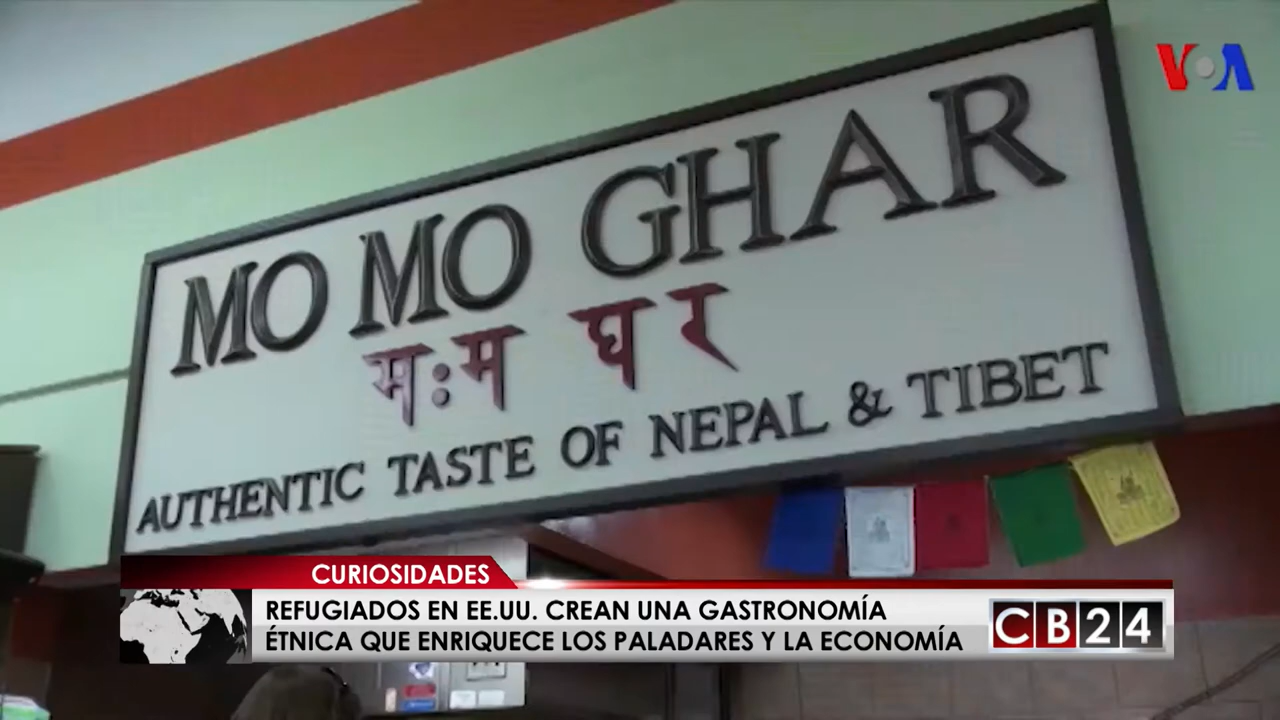 VOA
MO MO GHAR
म:म घर
AUTHENTIC TASTE OF NEPAL & TIBET
CURIOSIDADES
REFUGIADOS EN EE.UU. CREAN UNA GASTRONOMÍA
ÉTNICA QUE ENRIQUECE LOS PALADARES Y LA ECONOMÍA
CB24